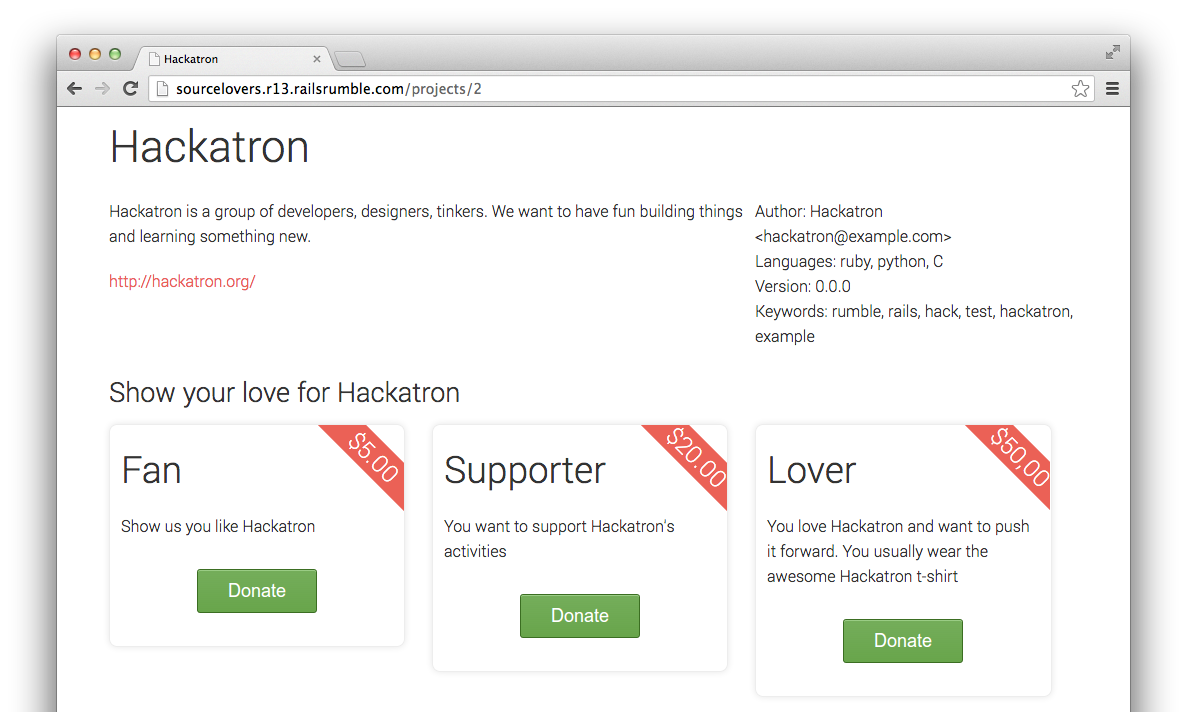 Hackatron
sourcelovers.r13.railsrumble.com/projects/2
Hackatron
Hackatron is a group of developers, designers, tinkers. We want to have fun building things
and learning something new.
http://hackatron.org/
Author: Hackatron
<hackatron@example.com>
Languages: ruby, python, C
Version: 0.0.0
Keywords: rumble, rails, hack, test, hackatron,
example
Show your love for Hackatron
$5.00
Fan
Show us you like Hackatron
Donate
$20.00
Supporter
You want to support Hackatron's
activities
Donate
$50,00
Lover
You love Hackatron and want to push
it forward. You usually wear the
awesome Hackatron t-shirt
Donate